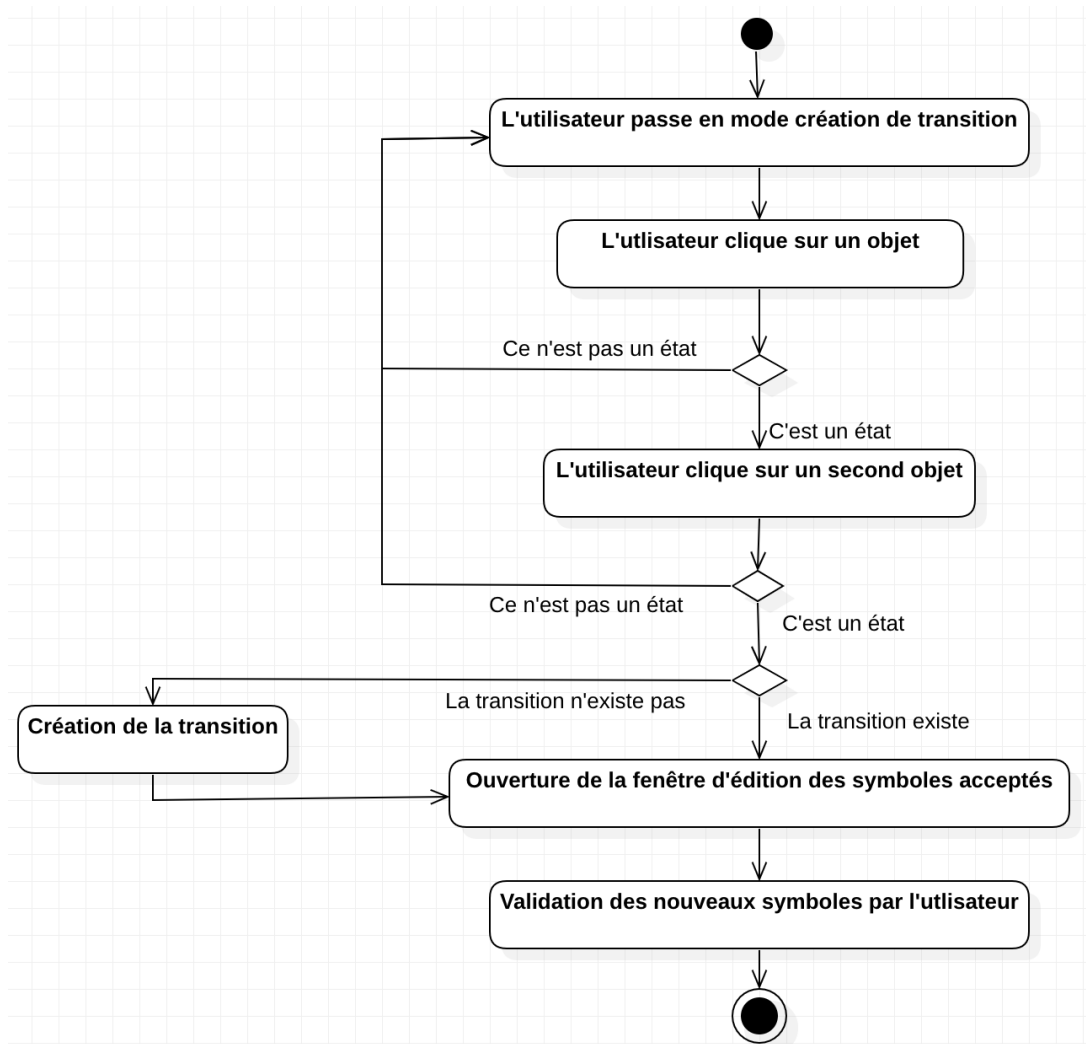 L'utilisateur passe en mode création de transition
L'utlisateur clique sur un objet
Ce n'est pas un état
C'est un état
L'utilisateur clique sur un second objet
Ce n'est pas un état
C'est un état
La transition n'existe pas
La transition existe
Création de la transition
Ouverture de la fenêtre d'édition des symboles acceptés
Validation des nouveaux symboles par l'utlisateur